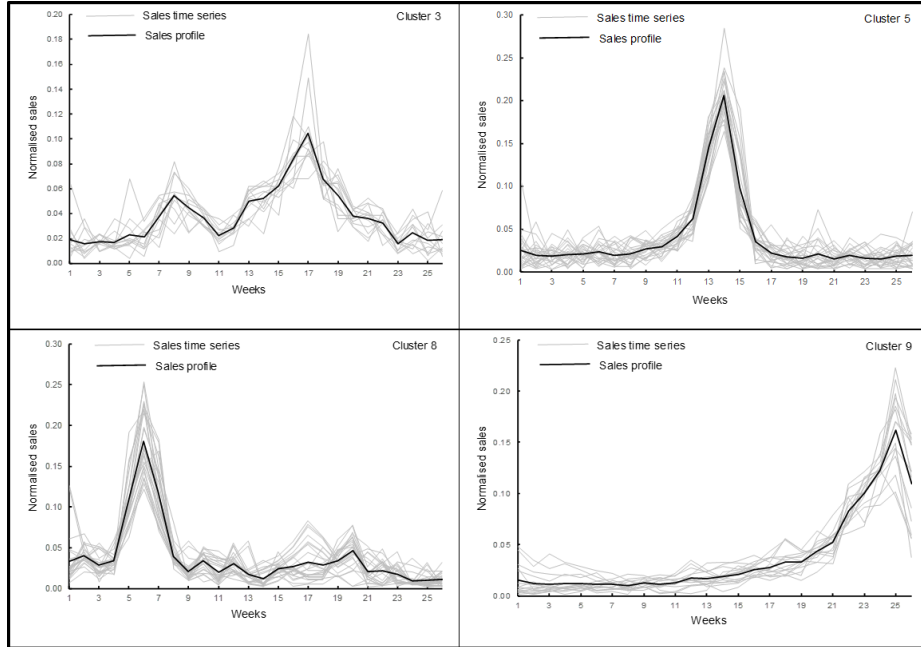 Sales time series
Cluster 3
Sales profile
Normalised sales
0.20
0.18
0.16
0.14
0.12
0.10
0.08
0.06
0.04
0.02
0.00
1 3 5 7 9 11 13 15 17 19 21 23 25
Weeks
Sales time series
Cluster 5
Sales profile
Normalised sales
0.30
0.25
0.20
0.15
0.10
0.05
0.00
1 3 5 7 9 11 13 15 17 19 21 23 25
Weeks
Sales time series
Cluster 8
Sales profile
Normalised sales
0.30
0.25
0.20
0.15
0.10
0.05
0.00
1 3 5 7 9 11 13 15 17 19 21 23 25
Weeks
Sales time series
Cluster 9
Sales profile
Normalised sales
0.25
0.20
0.15
0.10
0.05
0.00
1 3 5 7 9 11 13 15 17 19 21 23 25
Weeks